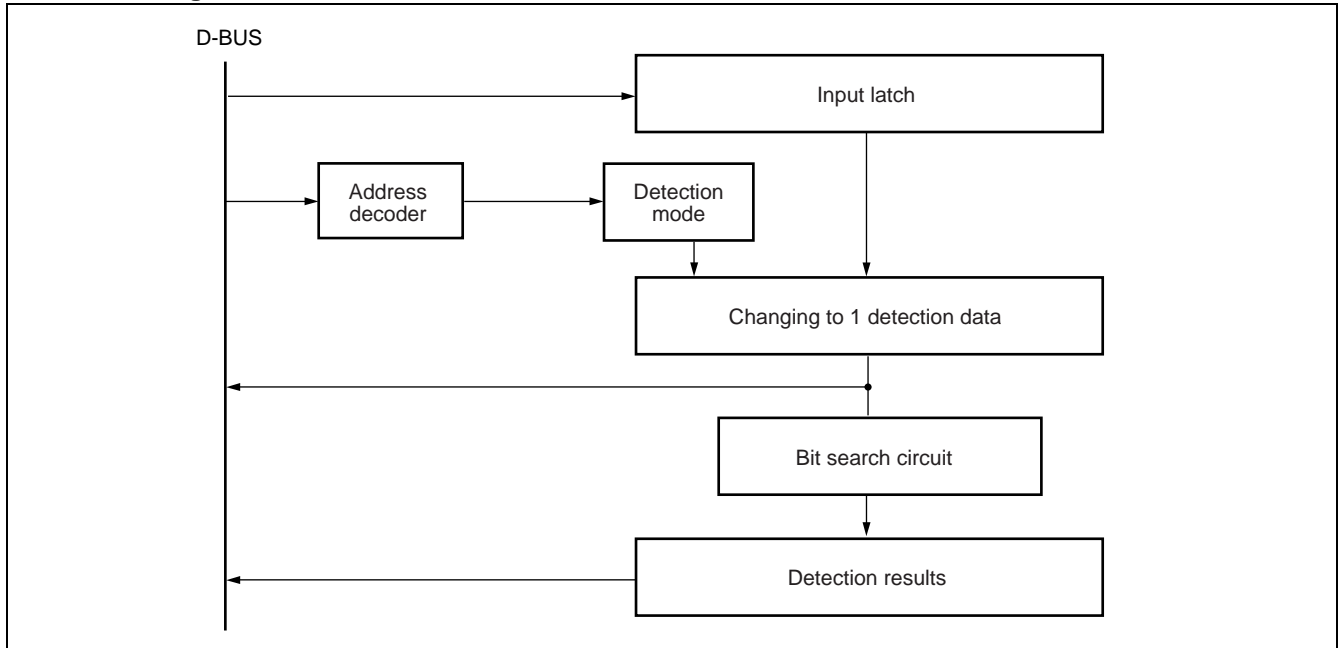 D-BUS
Input latch
Address
decoder
Detection
mode
Changing to 1 detection data
Bit search circuit
Detection results